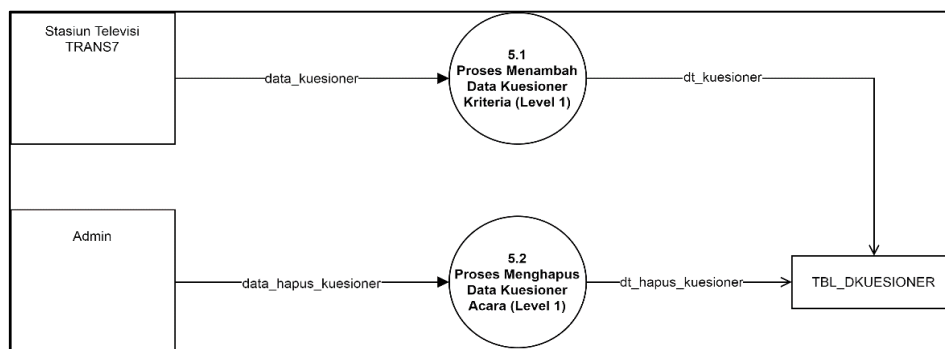 Stasiun Televisi
TRANS7
data_kuesioner
5.1
Proses Menambah
Data Kuesioner
Kriteria (Level 1)
dt_kuesioner
Admin
data_hapus_kuesioner
5.2
Proses Menghapus
Data Kuesioner
Acara (Level 1)
dt_hapus_kuesioner
TBL_DKUESIONER